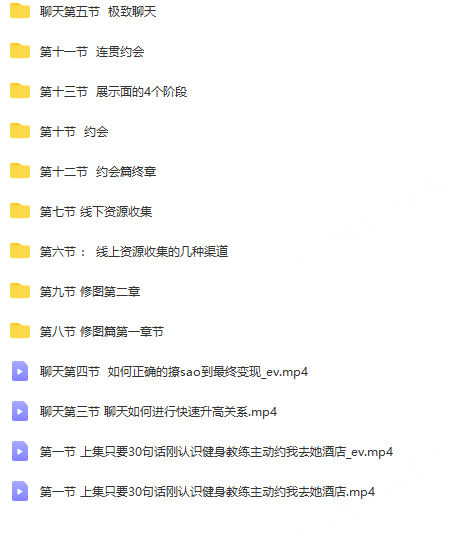 聊天第五节  极致聊天
第十一节  连贯约会
第十三节  展示面的4个阶段
第十节  约会
第十二节  约会篇终章
第七节 线下资源收集
第六节 ： 线上资源收集的几种渠道
第九节 修图第二章
第八节 修图篇第一章节
聊天第四节  如何正确的撩sao到最终变现_ev.mp4
聊天第三节 聊天如何进行快速升高关系.mp4
第一节 上集只要30句话刚认识健身教练主动约我去她酒店_ev.mp4
第一节 上集只要30句话刚认识健身教练主动约我去她酒店.mp4